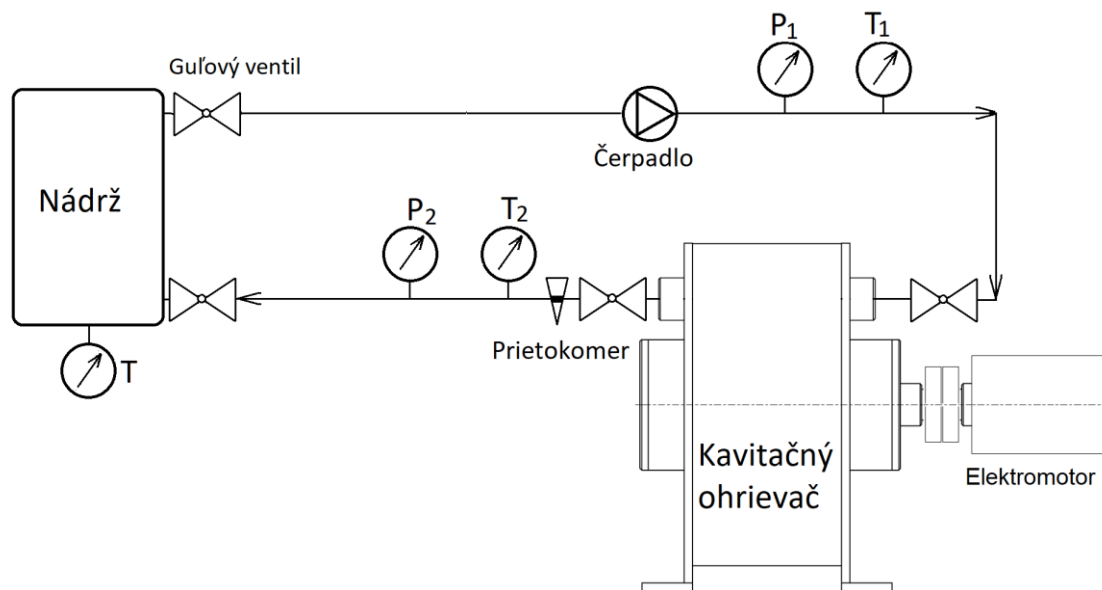 P1
T1
Guľový ventil
Čerpadlo
Nádrž
P2
T2
Prietokomer
T
Kavitačný
ohrievač
Elektromotor